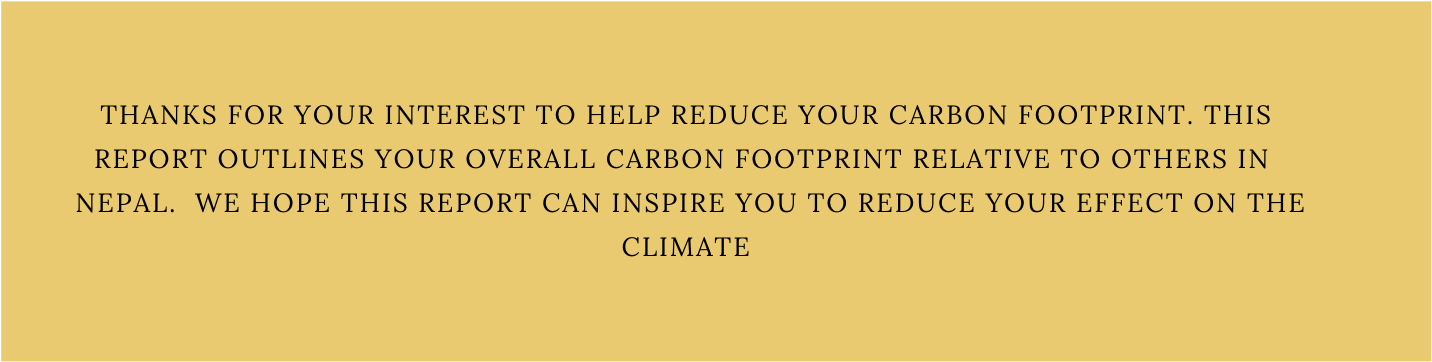 THANKS FOR YOUR INTEREST TO HELP REDUCE YOUR CARBON FOOTPRINT. THIS
REPORT OUTLINES YOUR OVERALL CARBON FOOTPRINT RELATIVE TO OTHERS IN
NEPAL.  WE HOPE THIS REPORT CAN INSPIRE YOU TO REDUCE YOUR EFFECT ON THE
CLIMATE